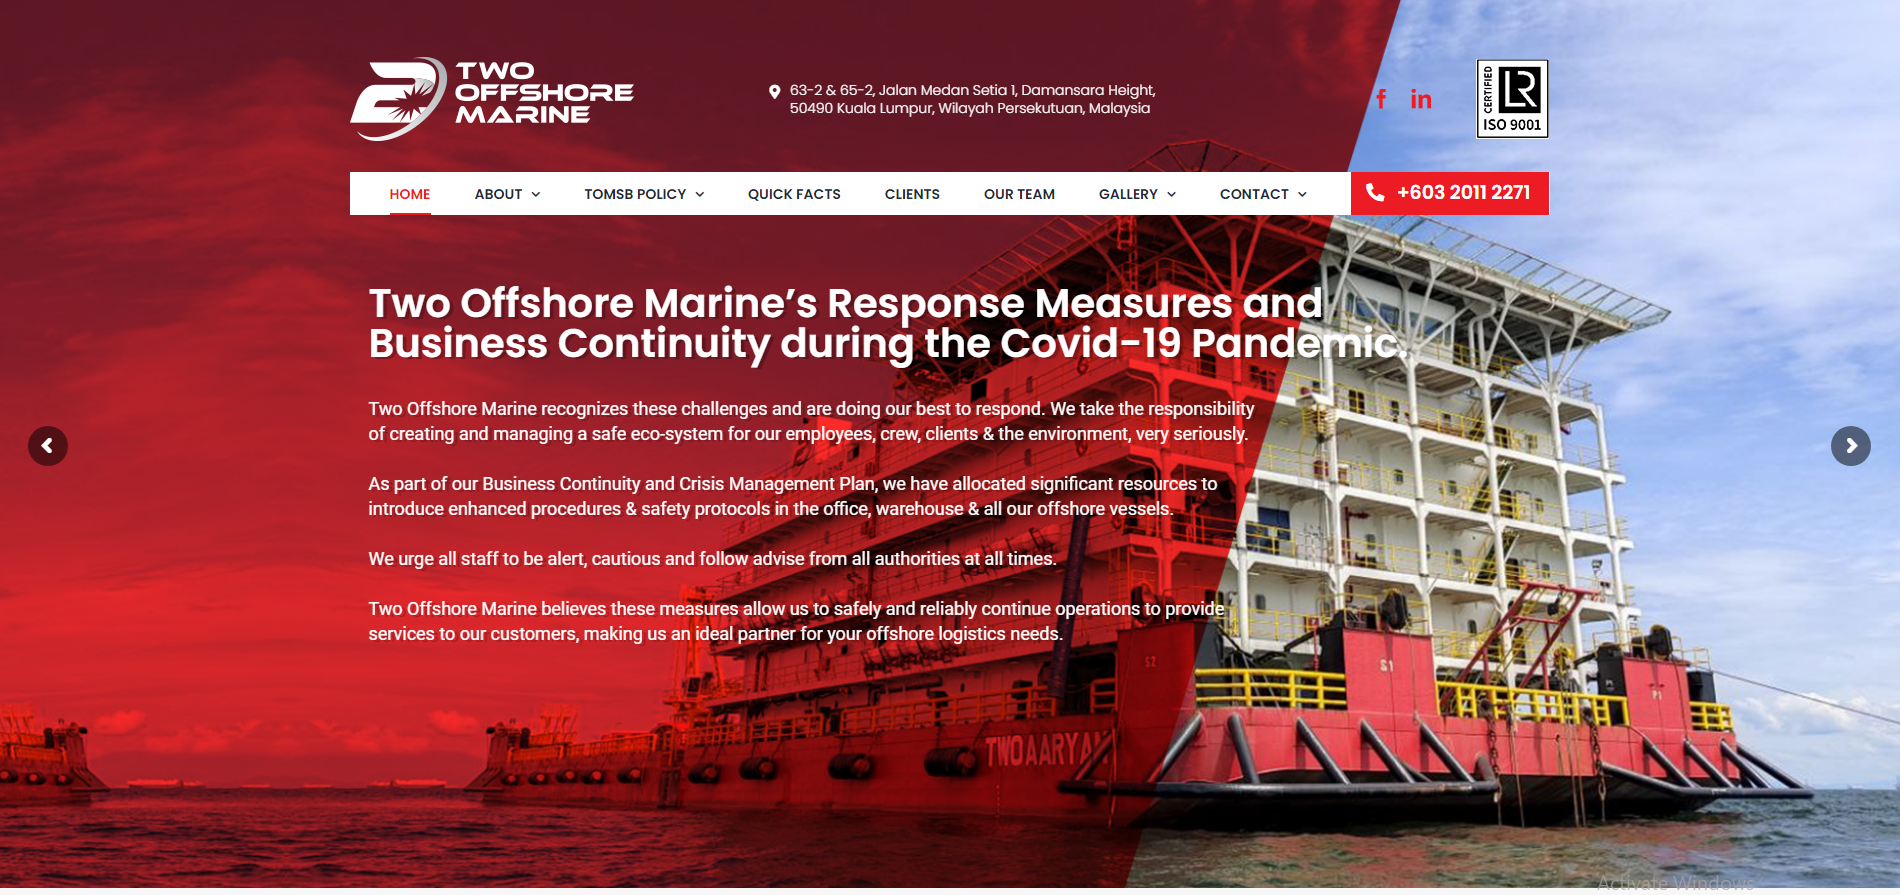 TWO
OFFSHORE
MARINE
63-2 & 65-2, Jalan Medan Setia 1, Damansara Height,
50490 Kuala Lumpur, Wilayah Persekutuan, Malaysia
CERTIFIED
LR
ISO 9001
HOME ABOUT TOMSB POLICY QUICK FACTS CLIENTS OUR TEAM GALLERY CONTACT +603 2011 2271
Two Offshore Marine’s Response Measures and
Business Continuity during the Covid-19 Pandemic.
Two Offshore Marine recognizes these challenges and are doing our best to respond. We take the responsibility
of creating and managing a safe eco-system for our employees, crew, clients & the environment, very seriously.
As part of our Business Continuity and Crisis Management Plan, we have allocated significant resources to
introduce enhanced procedures & safety protocols in the office, warehouse & all our offshore vessels.
We urge all staff to be alert, cautious and follow advise from all authorities at all times.
Two Offshore Marine believes these measures allow us to safely and reliably continue operations to provide
services to our customers, making us an ideal partner for your offshore logistics needs.
S2
S1
P1
TWO AARYAN
Activate Windows